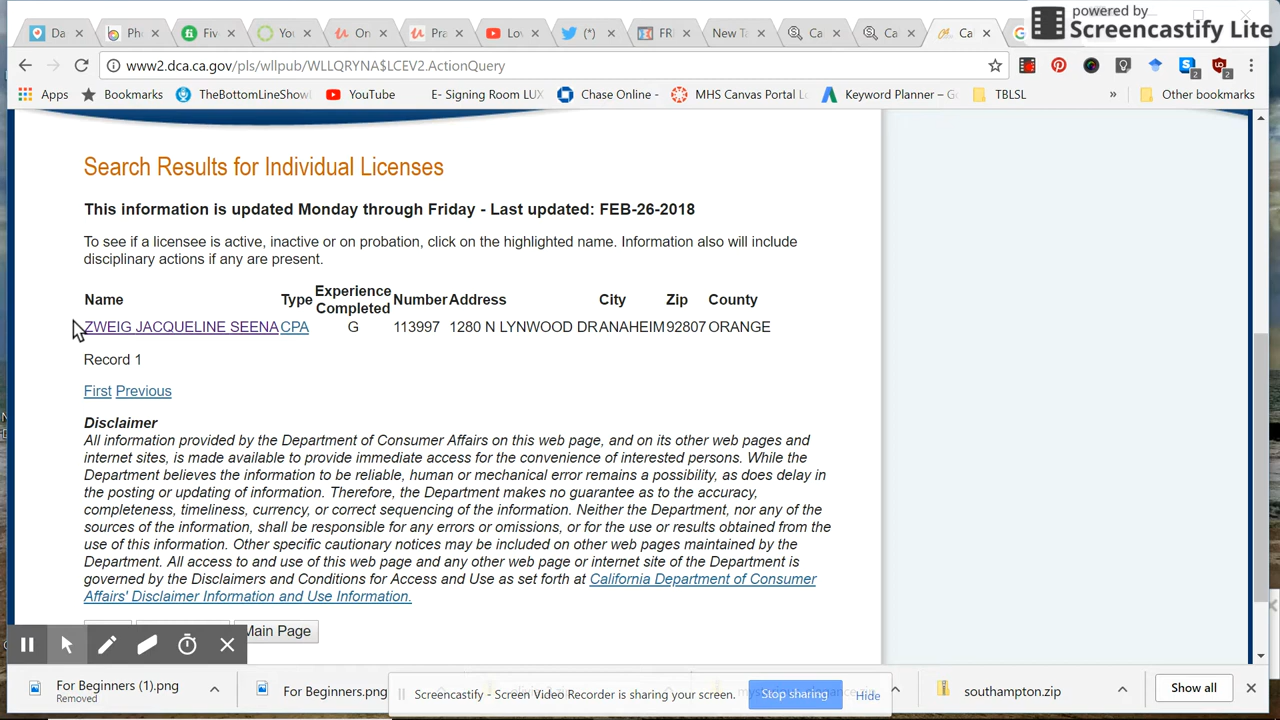 powered by
Screencastify Lite
Da
Ph
Fiv
Yo
O
Pra
Lo
(*)
FR
New T
Ca
Ca
Ca
www2.dca.ca.gov/pls/wllpub/WLLQRYNA$LCEV2.ActionQuery
2
2
Apps
Bookmarks
TheBottomLineShowl
YouTube
E- Signing Room LUX
Chase Online -
MHS Canvas Portal L
Keyword Planner – G
TBLSL
»
Other bookmarks
Search Results for Individual Licenses
This information is updated Monday through Friday - Last updated: FEB-26-2018
To see if a licensee is active, inactive or on probation, click on the highlighted name. Information also will include
disciplinary actions if any are present.
Name Type Experience Completed Number Address City Zip County
ZWEIG JACQUELINE SEENA CPA G 113997 1280 N LYNWOOD DR ANAHEIM 92807 ORANGE
Record 1
First Previous
Disclaimer
All information provided by the Department of Consumer Affairs on this web page, and on its other web pages and
internet sites, is made available to provide immediate access for the convenience of interested persons. While the
Department believes the information to be reliable, human or mechanical error remains a possibility, as does delay in
the posting or updating of information. Therefore, the Department makes no guarantee as to the accuracy,
completeness, timeliness, currency, or correct sequencing of the information. Neither the Department, nor any of the
sources of the information, shall be responsible for any errors or omissions, or for the use or results obtained from the
use of this information. Other specific cautionary notices may be included on other web pages maintained by the
Department. All access to and use of this web page and any other web page or internet site of the Department is
governed by the Disclaimers and Conditions for Access and Use as set forth at California Department of Consumer
Affairs' Disclaimer Information and Use Information.
Main Page
For Beginners (1).png
Removed
For Beginners.png
Screencastify - Screen Video Recorder is sharing your screen.
Stop sharing
Hide
southampton.zip
Show all